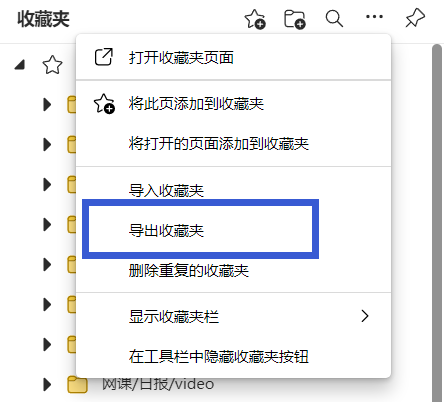 收藏夹
打开收藏夹页面
将此页添加到收藏夹
将打开的页面添加到收藏夹
导入收藏夹
导出收藏夹
删除重复的收藏夹
显示收藏夹栏
在工具栏中隐藏收藏夹按钮
网课/日报/video